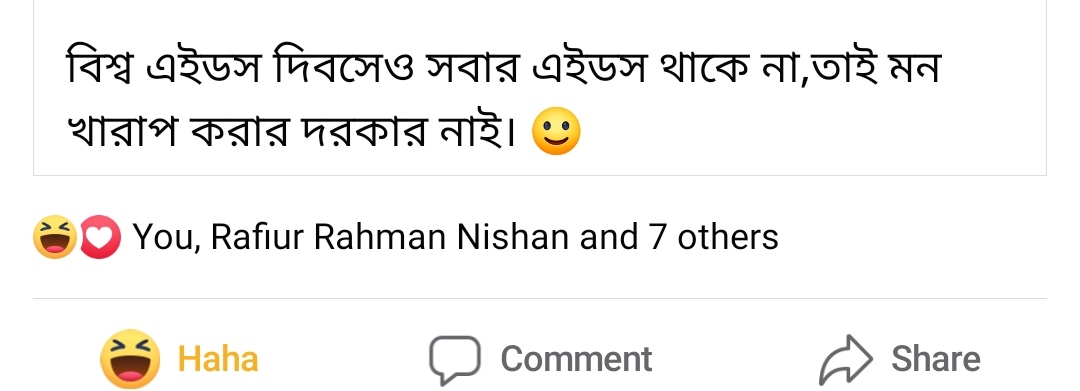 বিশ্ব এইডস দিবসেও সবার এইডস থাকে না,তাই মন
খারাপ করার দরকার নাই। 🙂
You, Rafiur Rahman Nishan and 7 others
Haha Comment Share